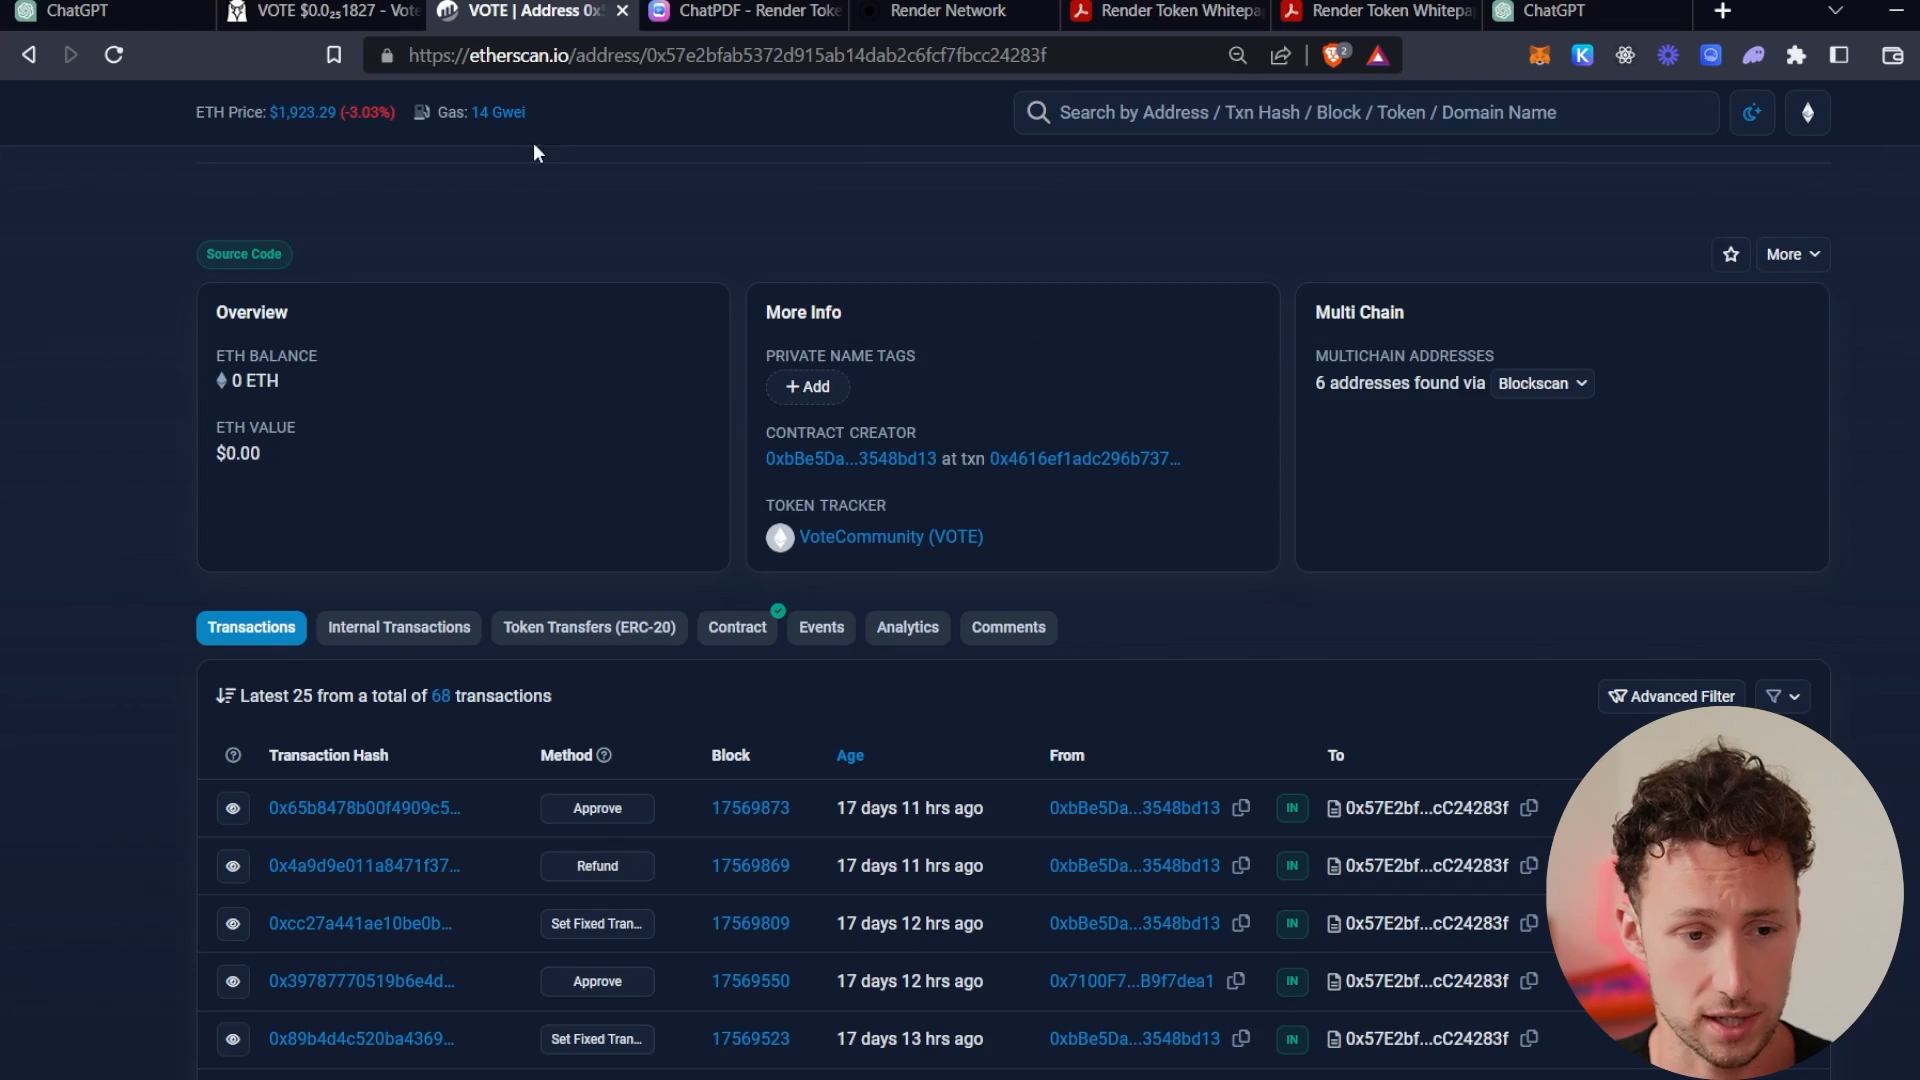 ChatGPT
VOTE $0.0₂₅1827 - Vote
VOTE | Address 0x5
ChatPDF - Render Toke
Render Network
Render Token Whitepa
Render Token Whitepa
ChatGPT
https://etherscan.io/address/0x57e2bfab5372d915ab14dab2c6fcf7fbcc24283f
2
ETH Price: $1,923.29 (-3.03%) Gas: 14 Gwei
Search by Address / Txn Hash / Block / Token / Domain Name
Source Code
More
Overview
ETH BALANCE
0 ETH
ETH VALUE
$0.00
More Info
PRIVATE NAME TAGS
+ Add
CONTRACT CREATOR
0xbBe5Da...3548bd13 at txn 0x4616ef1adc296b737...
TOKEN TRACKER
VoteCommunity (VOTE)
Multi Chain
MULTICHAIN ADDRESSES
6 addresses found via Blockscan
Transactions Internal Transactions Token Transfers (ERC-20) Contract Events Analytics Comments
Latest 25 from a total of 68 transactions
Advanced Filter
Transaction Hash Method Block Age From To
0x65b8478b00f4909c5... Approve 17569873 17 days 11 hrs ago 0xbBe5Da...3548bd13 IN 0x57E2bf...cC24283f
0x4a9d9e011a8471f37... Refund 17569869 17 days 11 hrs ago 0xbBe5Da...3548bd13 IN 0x57E2bf...cC24283f
0xcc27a441ae10be0b... Set Fixed Tran... 17569809 17 days 12 hrs ago 0xbBe5Da...3548bd13 IN 0x57E2bf...cC24283f
0x39787770519b6e4d... Approve 17569550 17 days 12 hrs ago 0x7100F7...B9f7dea1 IN 0x57E2bf...cC24283f
0x89b4d4c520ba4369... Set Fixed Tran... 17569523 17 days 13 hrs ago 0xbBe5Da...3548bd13 IN 0x57E2bf...cC24283f